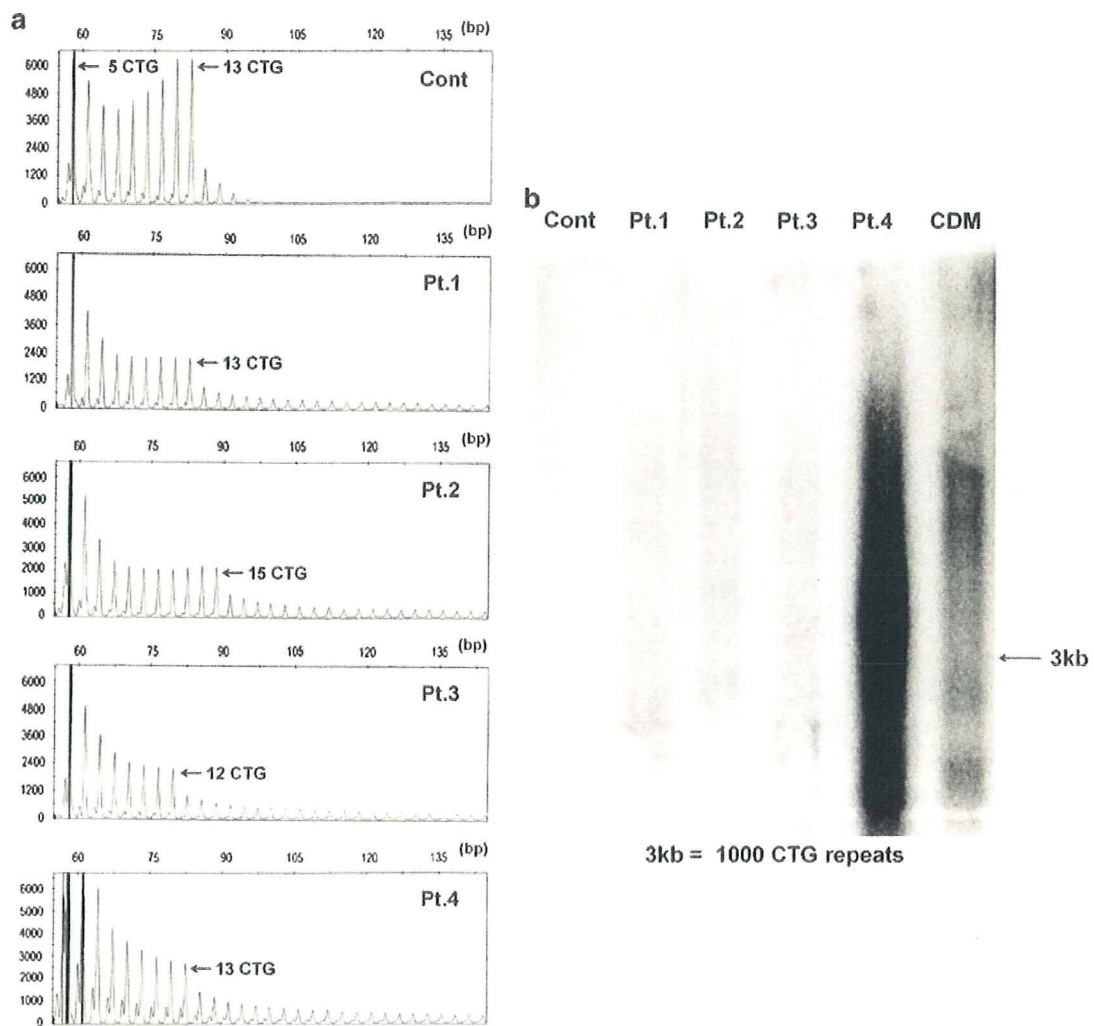 a
60 75 90 105 120 135 (bp)
6000
4800
3600
2400
1200
0
← 5 CTG
← 13 CTG
Cont
60 75 90 105 120 135 (bp)
6000
4800
3600
2400
1200
0
← 13 CTG
Pt.1
60 75 90 105 120 135 (bp)
6000
5000
4000
3000
2000
1000
0
← 15 CTG
Pt.2
60 75 90 105 120 135 (bp)
6000
4800
3600
2400
1200
0
← 12 CTG
Pt.3
60 75 90 105 120 135 (bp)
6000
5000
4000
3000
2000
1000
0
← 13 CTG
Pt.4
b
Cont Pt.1 Pt.2 Pt.3 Pt.4 CDM
← 3kb
3kb = 1000 CTG repeats